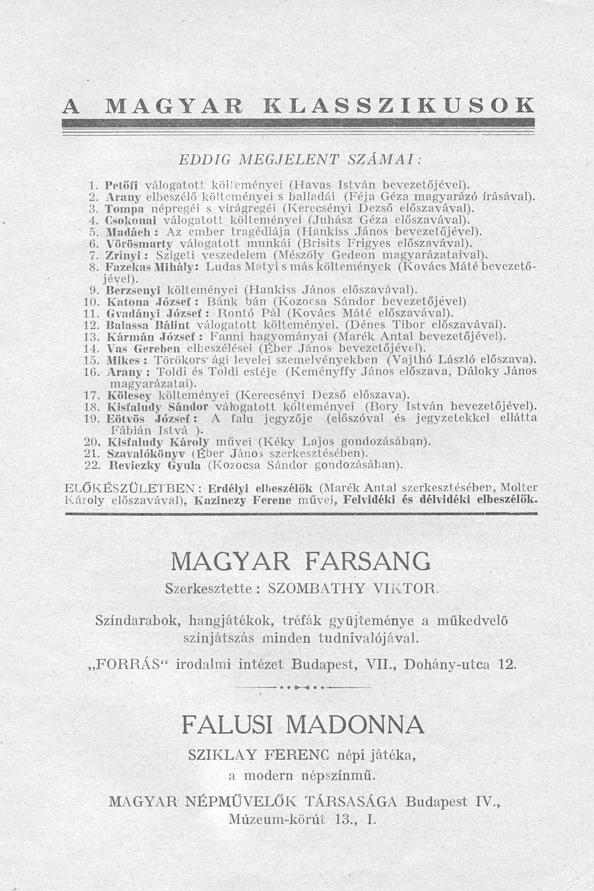 A MAGYAR KLASSZIKUSOK
EDDIG MEGJELENT SZÁMAI:
1. Petőfi válogatott költeményei (Havas István bevezetőjével).
2. Arany elbeszélő költeményei s balladái (Féja Géza magyarázó írásával).
3. Tompa népregéi s virágregéi (Kerecsényi Dezső előszavával).
4. Csokonai válogatott költeményei (Juhász Géza előszavával).
5. Madách: Az ember tragédiája (Hankiss János bevezetőjével).
6. Vörösmarty válogatott munkái (Brisits Frigyes előszavával).
7. Zrínyi: Szigeti veszedelem (Mészöly Gedeon magyarázataival).
8. Fazekas Mihály: Ludas Matyi s más költemények (Kovács Máté bevezető-
jével).
9. Berzsenyi költeményei (Hankiss János előszavával).
10. Katona József: Bánk bán (Kozocsa Sándor bevezetőjével)
11. Gvadányi József: Rontó Pál (Kovács Máté előszavával).
12. Balassa Bálint válogatott költeményei. (Dénes Tibor előszavával).
13. Kármán József: Fanni hagyományai (Marék Antal bevezetőjével).
14. Vas Gereben elbeszélései (Éber János bevezetőjével).
15. Mikes: Törökors ági levelei szemelvényekben (Vajthó László előszava).
16. Arany: Toldi és Toldi estéje (Keményffy János előszava, Dáloky János
magyarázatai).
17. Kölcsey költeményei (Kerecsényi Dezső előszava).
18. Kisfaludy Sándor válogatott költeményei (Bory István bevezetőjével).
19. Eötvös József: A falu jegyzője (előszóval és jegyzetekkel ellátta
Fábián Istvá ).
20. Kisfaludy Károly művei (Kéky Lajos gondozásában).
21. Szavalókönyv (Éber János szerkesztésében).
22. Reviczky Gyula (Kozocsa Sándor gondozásában).
ELŐKÉSZÜLETBEN: Erdélyi elbeszélők (Marék Antal szerkesztésében, Molter
Károly előszavával), Kazinczy Ferenc művei, Felvidéki és délvidéki elbeszélők.
MAGYAR FARSANG
Szerkesztette: SZOMBATHY VIKTOR.
Színdarabok, hangjátékok, tréfák gyüjteménye a műkedvelő
színjátszás minden tudnivalójával.
„FORRÁS“ irodalmi intézet Budapest, VII., Dohány-utca 12.
FALUSI MADONNA
SZIKLAY FERENC népi játéka,
a modern népszínmű.
MAGYAR NÉPMŰVELŐK TÁRSASÁGA Budapest IV.,
Múzeum-körút 13., I.